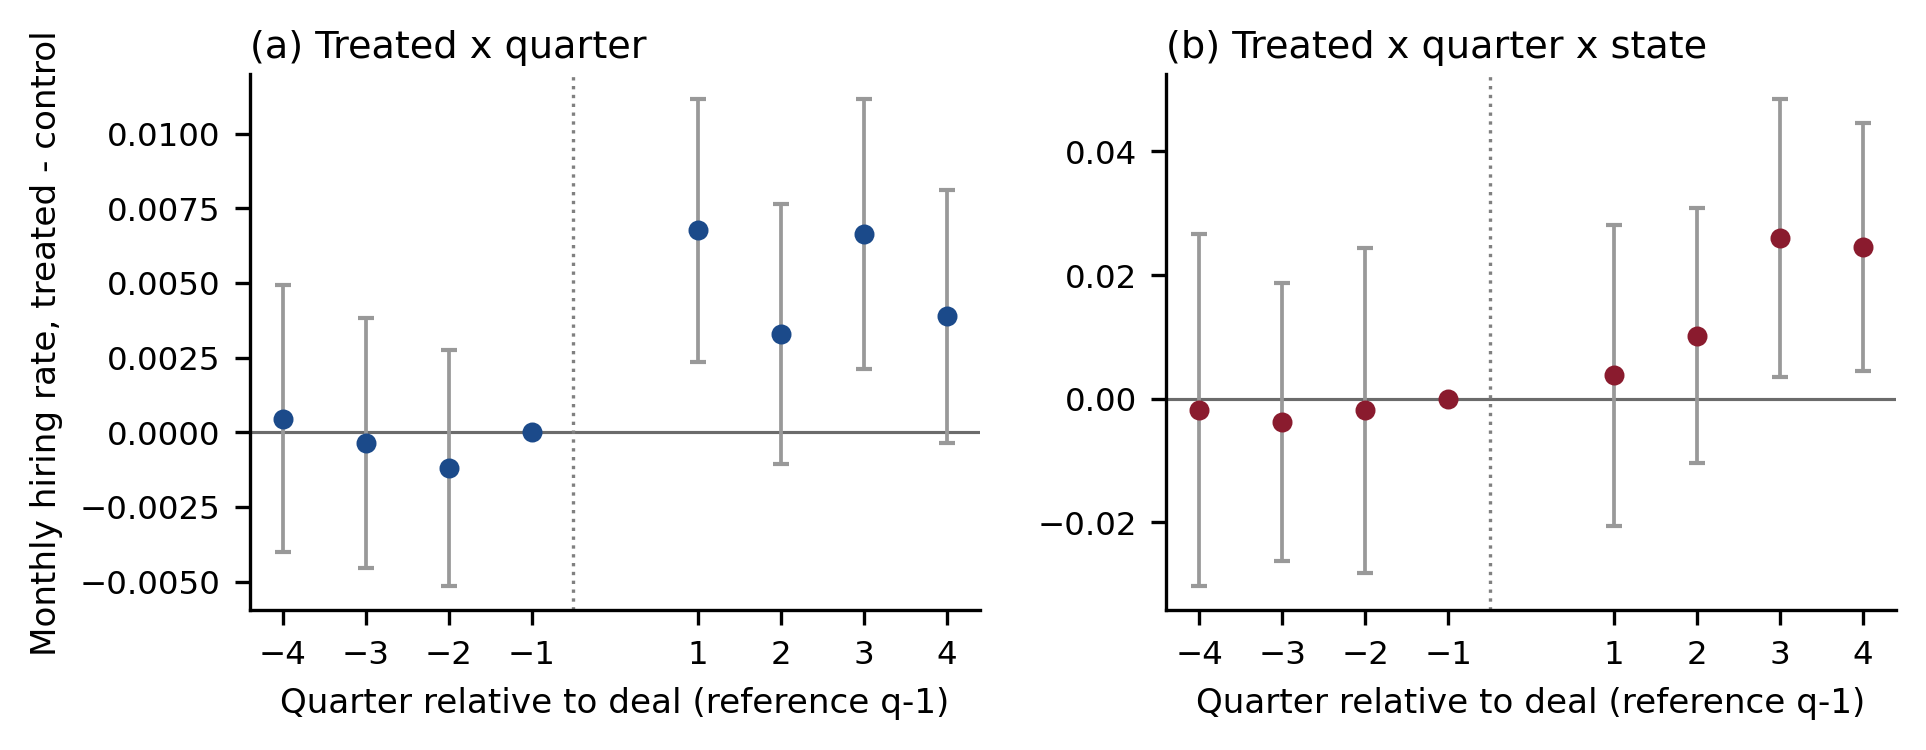 (a) Treated x quarter
Monthly hiring rate, treated - control
0.0100
0.0075
0.0050
0.0025
0.0000
−0.0025
−0.0050
−4 −3 −2 −1 1 2 3 4
Quarter relative to deal (reference q-1)
(b) Treated x quarter x state
0.04
0.02
0.00
−0.02
−4 −3 −2 −1 1 2 3 4
Quarter relative to deal (reference q-1)